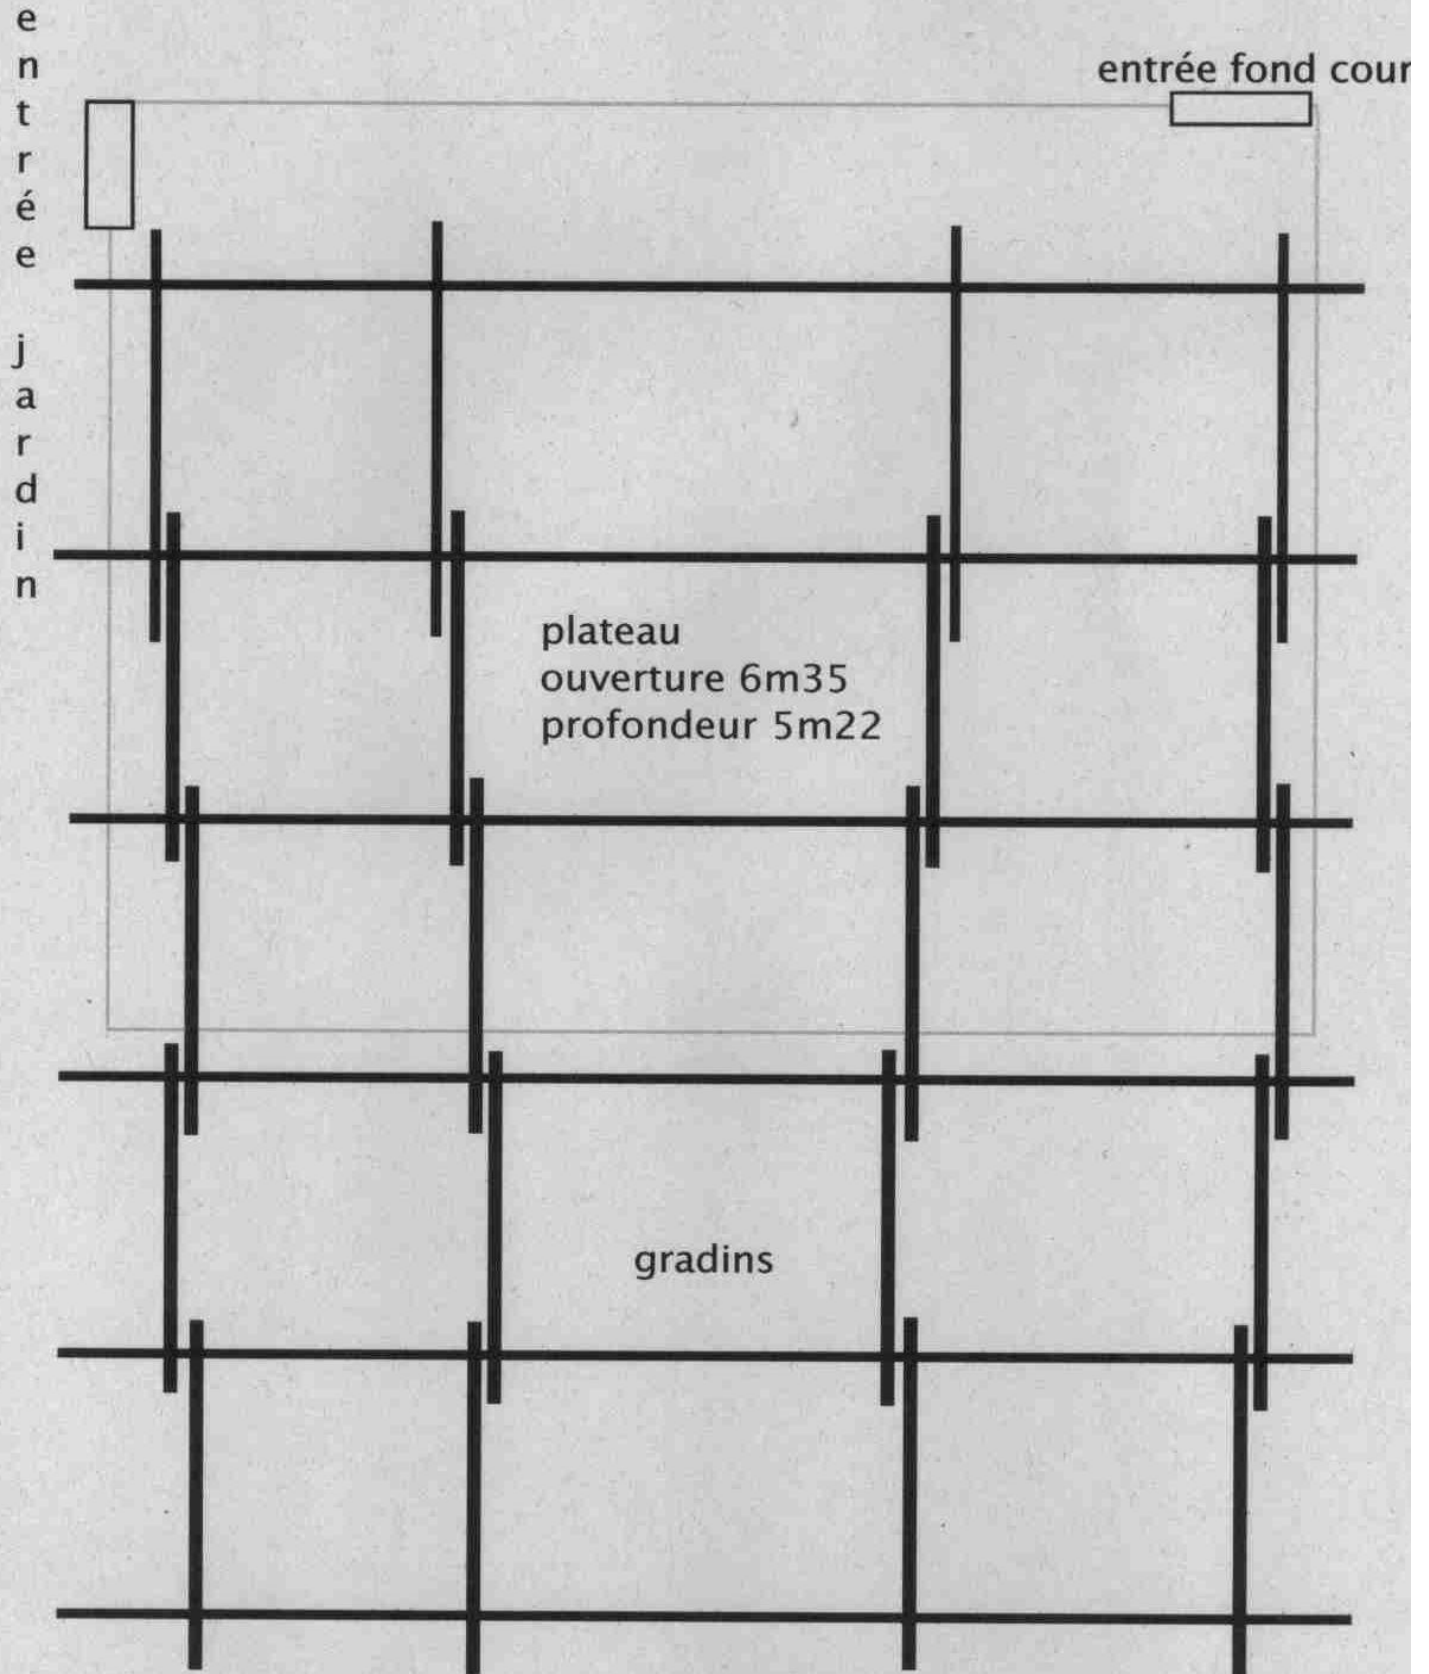 entrée jardin
entrée fond cour
plateau
ouverture 6m35
profondeur 5m22
gradins